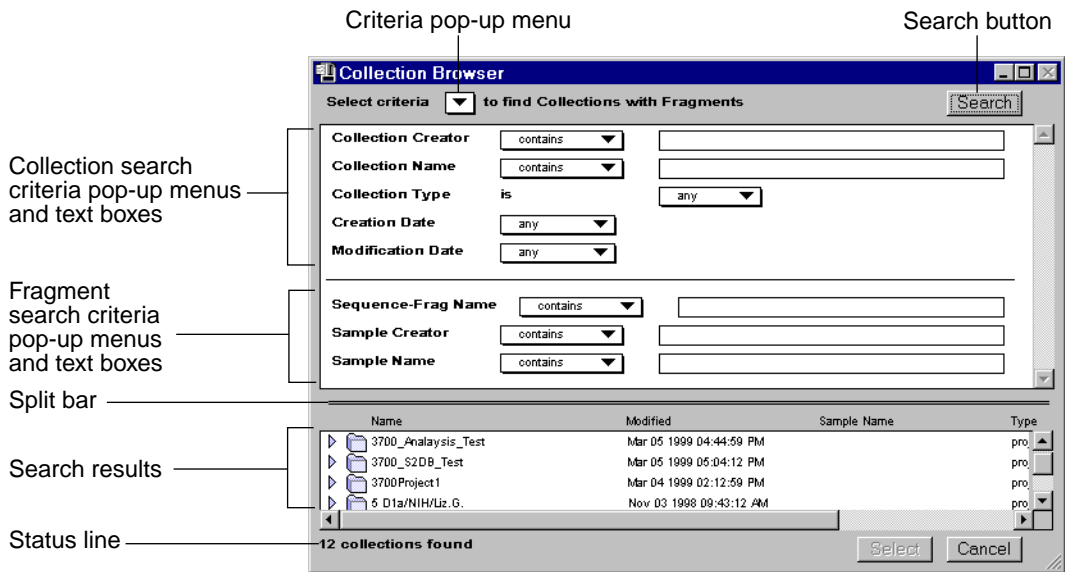 Criteria pop-up menu
Search button
Collection Browser
Select criteria to find Collections with Fragments Search
Collection search
criteria pop-up menus
and text boxes
Collection Creator contains
Collection Name contains
Collection Type is any
Creation Date any
Modification Date any
Fragment
search criteria
pop-up menus
and text boxes
Sequence-Frag Name contains
Sample Creator contains
Sample Name contains
Split bar
Name Modified Sample Name Type
Search results
3700_Analaysis_Test Mar 05 1999 04:44:59 PM proj
3700_S2DB_Test Mar 05 1999 05:04:12 PM proj
3700Project1 Mar 04 1999 02:12:59 PM proj
5 D1a/NIH/Liz.G. Nov 03 1998 09:43:12 AM proj
Status line
12 collections found
Select Cancel